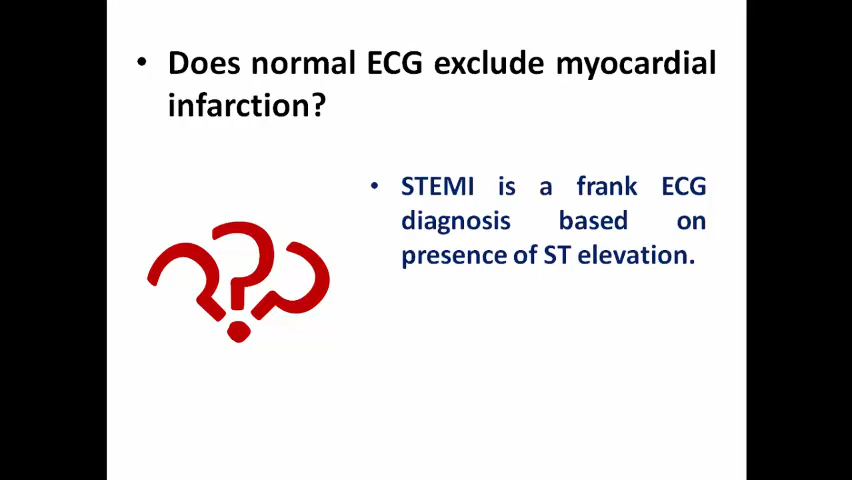 • Does normal ECG exclude myocardial
infarction?
• STEMI is a frank ECG
diagnosis based on
presence of ST elevation.